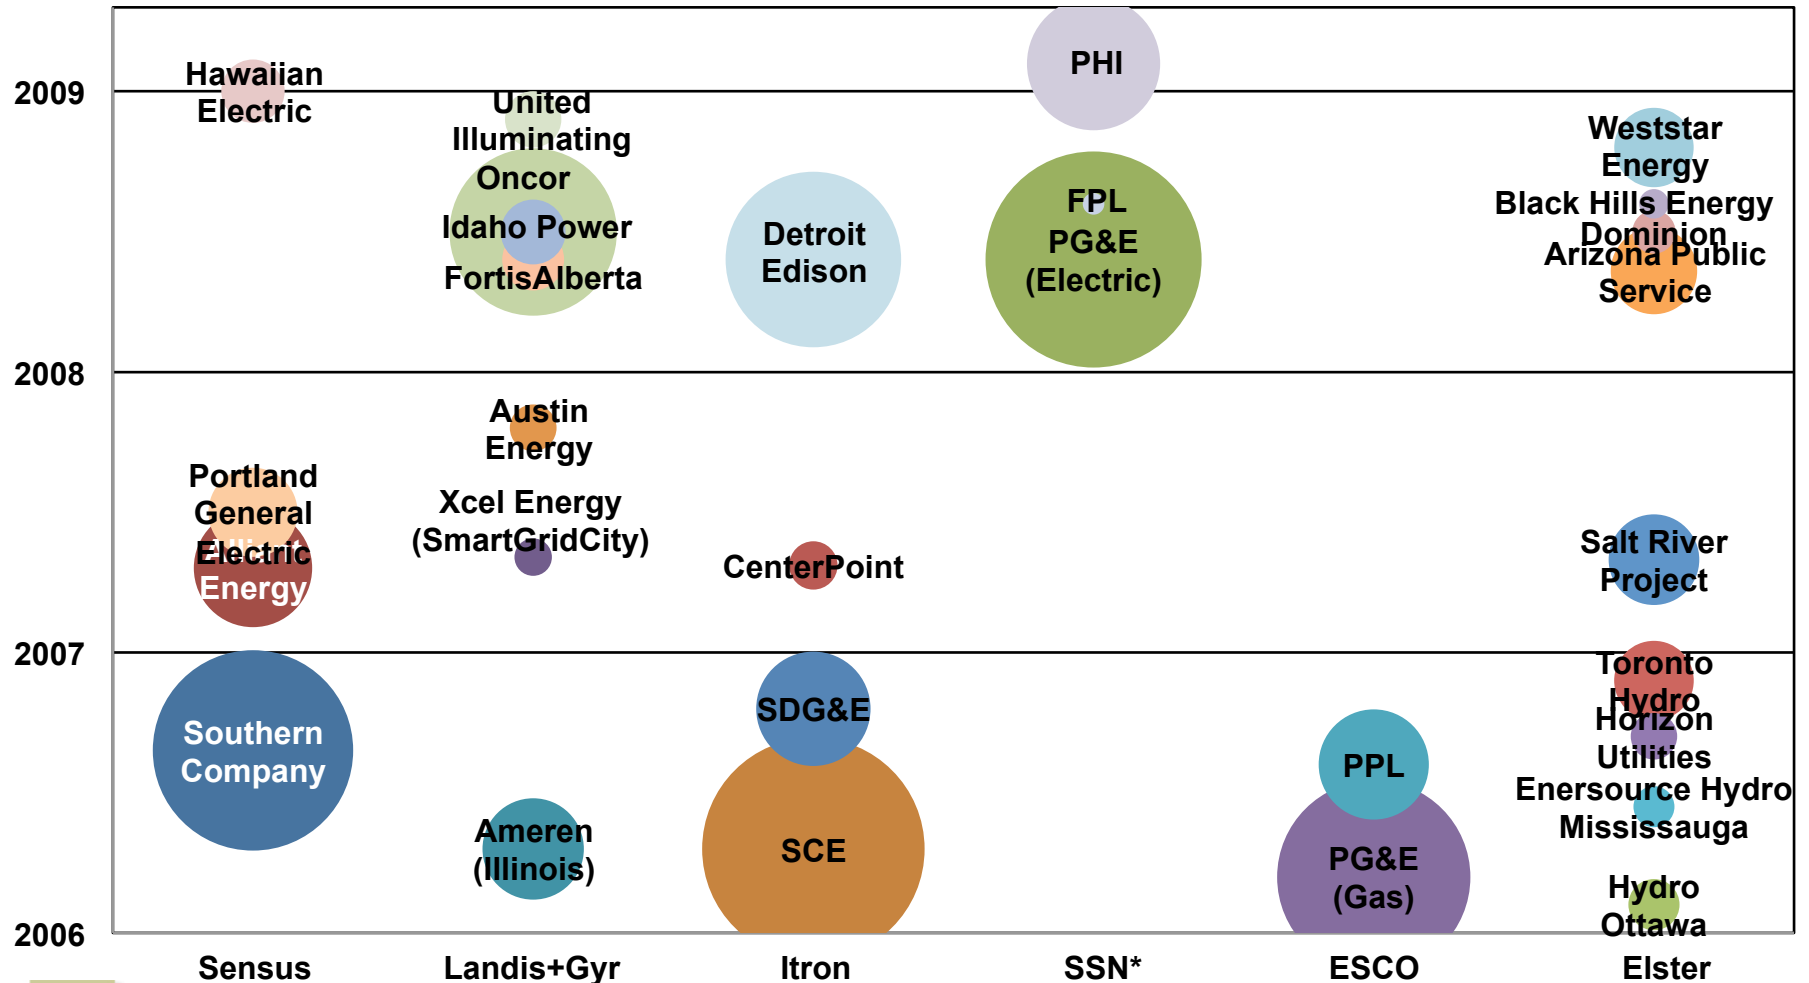 PHI
Hawaiian
Electric
2009
United
Illuminating
Weststar
Energy
Oncor
FPL
Black Hills Energy
Idaho Power
Detroit
Edison
PG&E
(Electric)
Dominion
Arizona Public
Service
FortisAlberta
2008
Austin
Energy
Portland
General
Electric
Alliant
Energy
Xcel Energy
(SmartGridCity)
CenterPoint
Salt River
Project
2007
Toronto
Hydro
SDG&E
Horizon
Utilities
Southern
Company
PPL
Enersource Hydro
Mississauga
Ameren
(Illinois)
SCE
PG&E
(Gas)
Hydro
Ottawa
2006
Sensus
Landis+Gyr
Itron
SSN*
ESCO
Elster